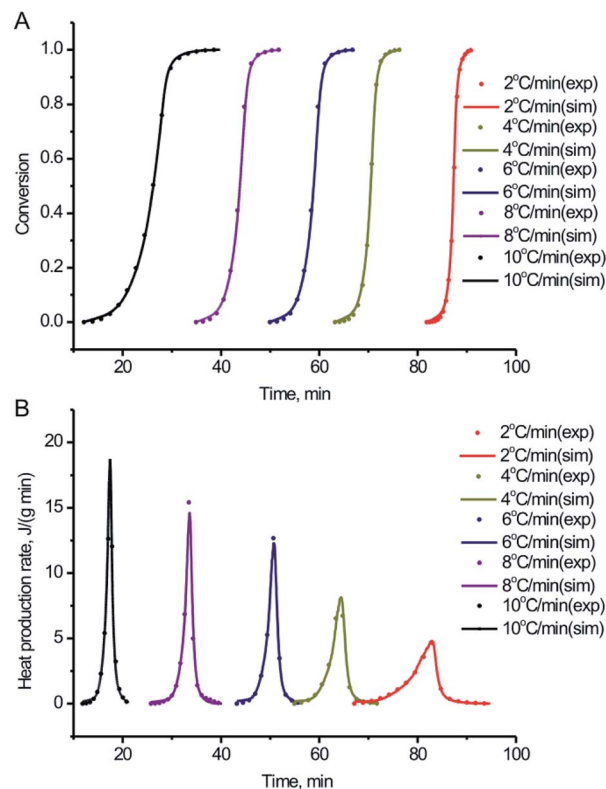 A
Conversion
1.0
0.8
0.6
0.4
0.2
0.0
20 40 60 80 100
Time, min
2°C/min(exp)
2°C/min(sim)
4°C/min(exp)
4°C/min(sim)
6°C/min(exp)
6°C/min(sim)
8°C/min(exp)
8°C/min(sim)
10°C/min(exp)
10°C/min(sim)
B
Heat production rate, J/(g min)
20
15
10
5
0
20 40 60 80 100
Time, min
2°C/min(exp)
2°C/min(sim)
4°C/min(exp)
4°C/min(sim)
6°C/min(exp)
6°C/min(sim)
8°C/min(exp)
8°C/min(sim)
10°C/min(exp)
10°C/min(sim)